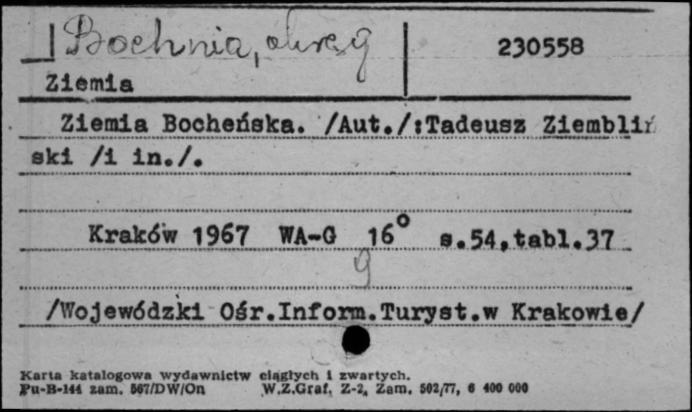 Bochnia, okręg
230558
Ziemia
Ziemia Bocheńska. /Aut./:Tadeusz Ziembliń
ski /i in./.
Kraków 1967 WA-G 16° s.54,tabl.37
g
/Wojewódzki Ośr.Inform.Turyst.w Krakowie/
Karta katalogowa wydawnictw ciągłych i zwartych.
Pu-B-144 zam. 567/DW/On W.Z.Graf. Z-2, Zam. 502/77, 6 400 000